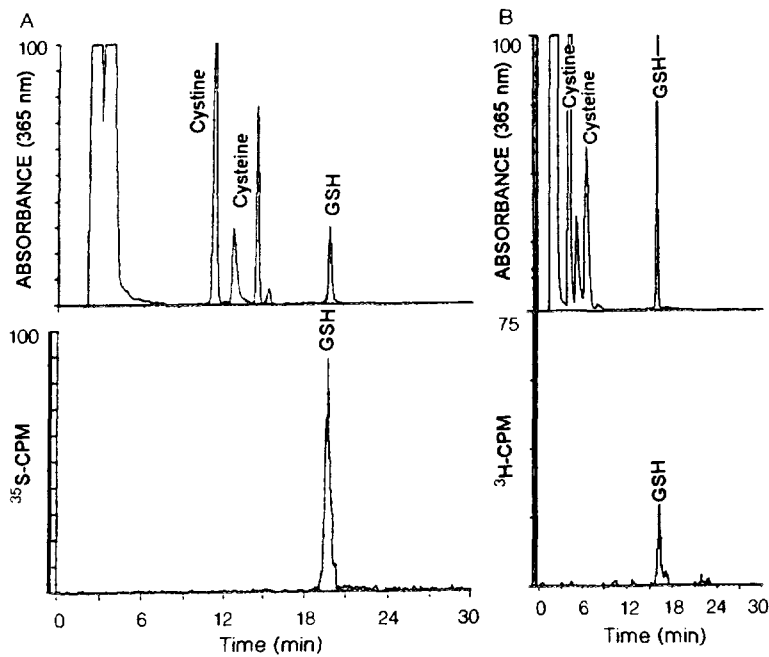 A
100
ABSORBANCE (365 nm)
Cystine
Cysteine
GSH
100
³⁵S-CPM
GSH
0 6 12 18 24 30
Time (min)
B
100
ABSORBANCE (365 nm)
Cystine
Cysteine
GSH
75
³H-CPM
GSH
0 6 12 18 24 30
Time (min)